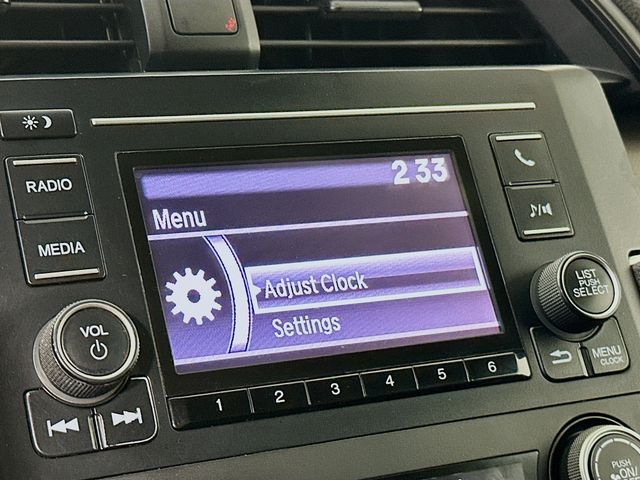 2 33
RADIO
Menu
MEDIA
Adjust Clock
Settings
LIST
PUSH
SELECT
VOL
MENU
CLOCK
1 2 3 4 5 6
PUSH
ON/